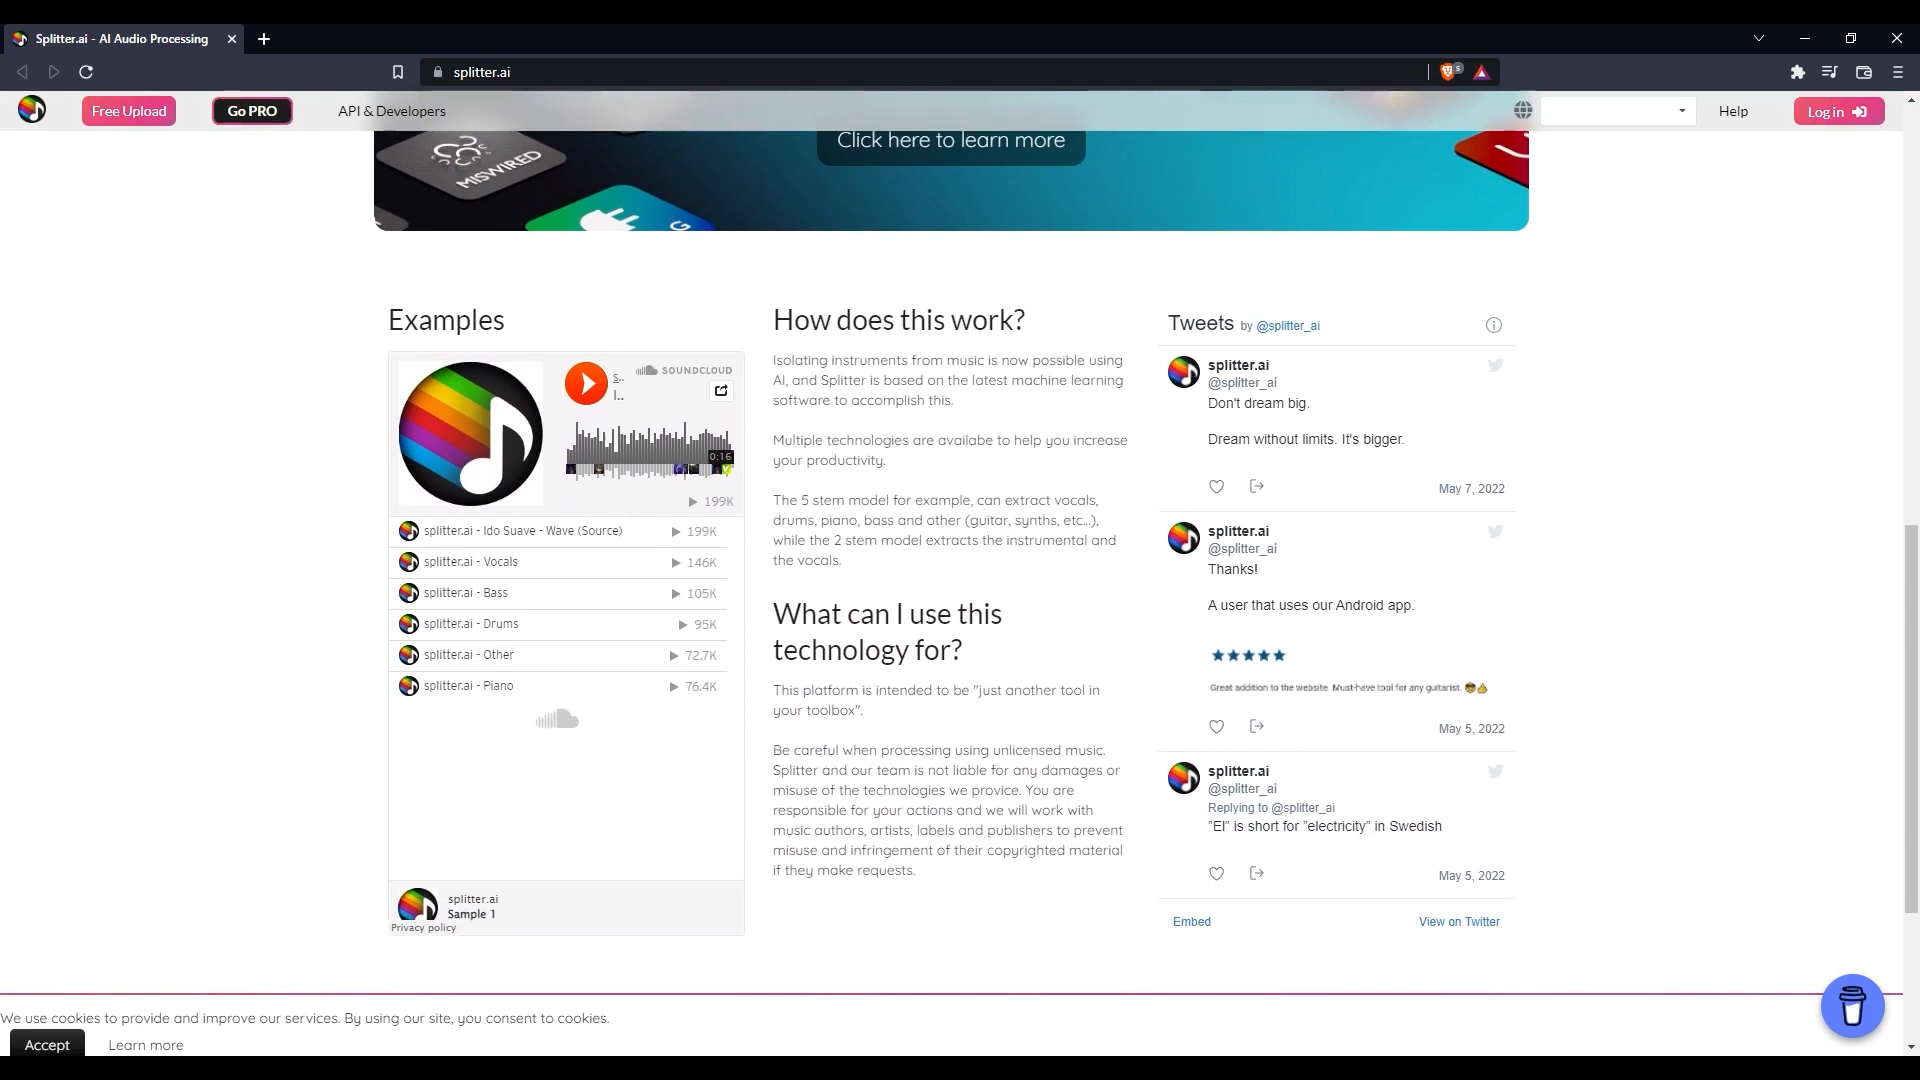 Splitter.ai - AI Audio Processing
splitter.ai
5
Free Upload
Go PRO
API & Developers
Help
Log in
MISWIRED
Click here to learn more
G
Examples
SOUNDCLOUD
s..
l..
0:16
199K
splitter.ai - Ido Suave - Wave (Source)
199K
splitter.ai - Vocals
146K
splitter.ai - Bass
105K
splitter.ai - Drums
95K
splitter.ai - Other
72.7K
splitter.ai - Piano
76.4K
splitter.ai
Sample 1
Privacy policy
How does this work?
Isolating instruments from music is now possible using
AI, and Splitter is based on the latest machine learning
software to accomplish this.
Multiple technologies are availabe to help you increase
your productivity.
The 5 stem model for example, can extract vocals,
drums, piano, bass and other (guitar, synths, etc...),
while the 2 stem model extracts the instrumental and
the vocals.
What can I use this
technology for?
This platform is intended to be "just another tool in
your toolbox".
Be careful when processing using unlicensed music.
Splitter and our team is not liable for any damages or
misuse of the technologies we provice. You are
responsible for your actions and we will work with
music authors, artists, labels and publishers to prevent
misuse and infringement of their copyrighted material
if they make requests.
Tweets by @splitter_ai
splitter.ai
@splitter_ai
Don't dream big.
Dream without limits. It's bigger.
May 7, 2022
splitter.ai
@splitter_ai
Thanks!
A user that uses our Android app.
Great addition to the website. Must-have tool for any guitarist. 😎👍
May 5, 2022
splitter.ai
@splitter_ai
Replying to @splitter_ai
"El" is short for "electricity" in Swedish
May 5, 2022
Embed
View on Twitter
We use cookies to provide and improve our services. By using our site, you consent to cookies.
Accept
Learn more